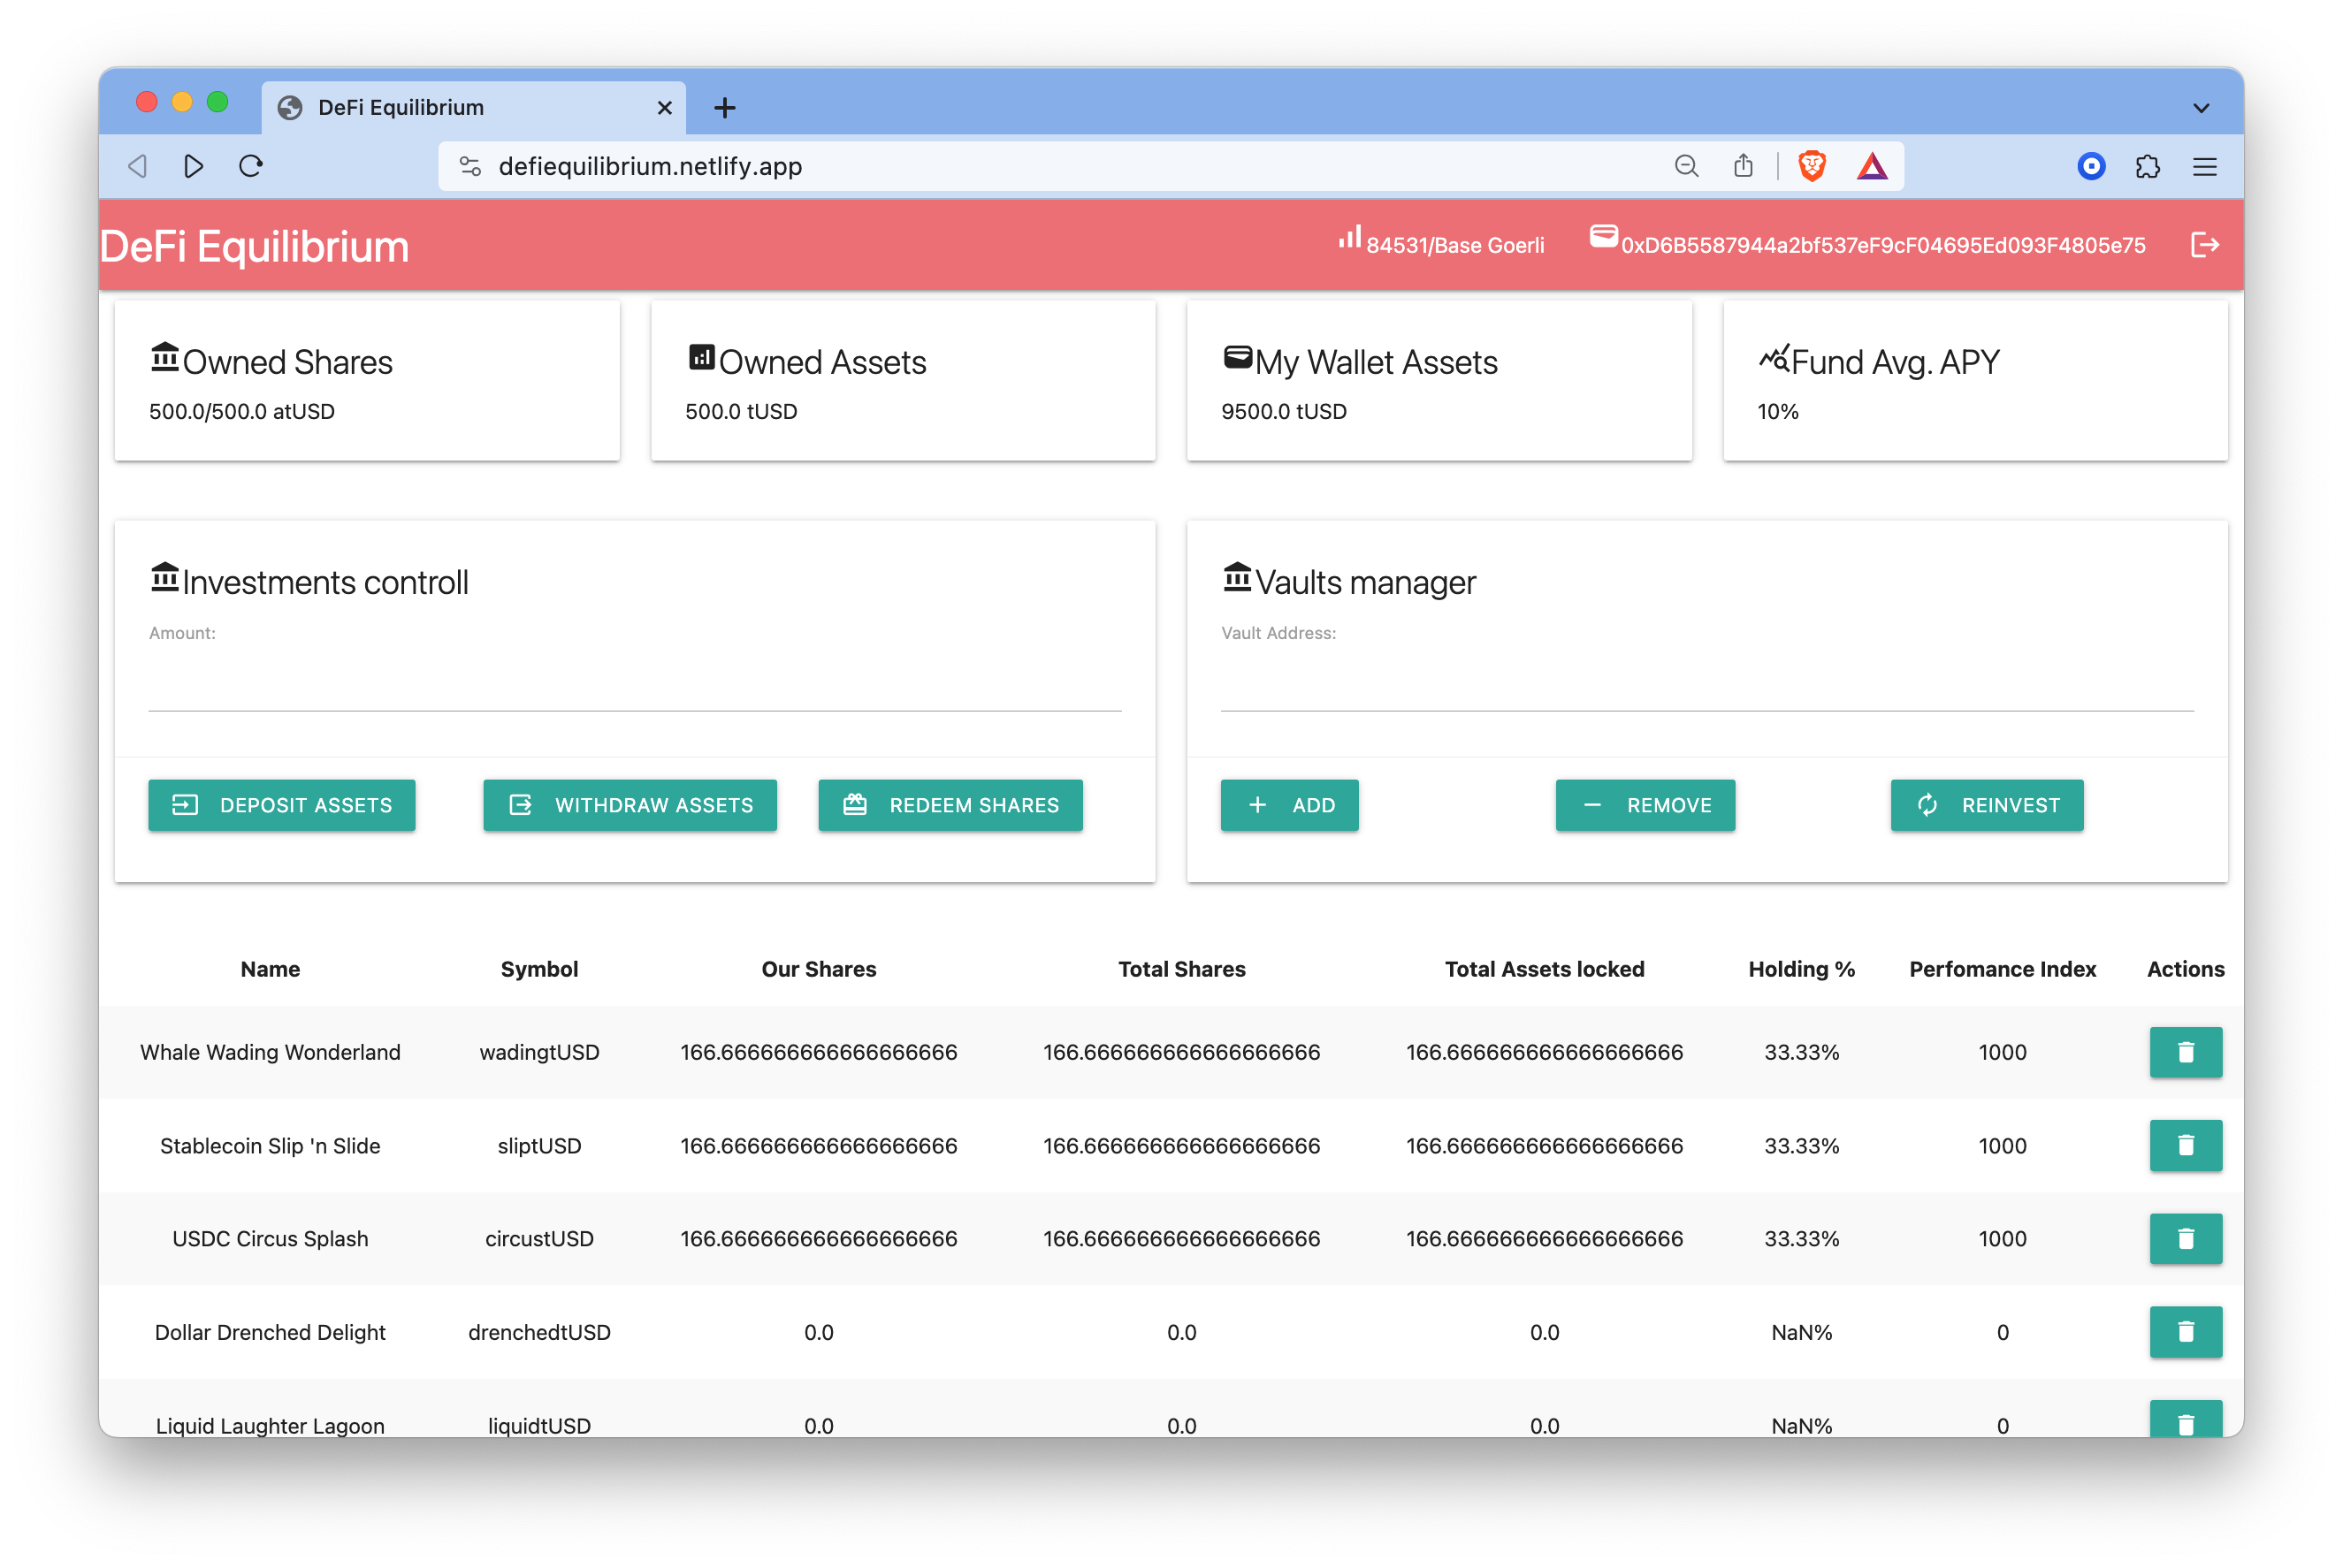 DeFi Equilibrium
defiequilibrium.netlify.app
DeFi Equilibrium 84531/Base Goerli 0xD6B5587944a2bf537eF9cF04695Ed093F4805e75
Owned Shares Owned Assets My Wallet Assets Fund Avg. APY
500.0/500.0 atUSD 500.0 tUSD 9500.0 tUSD 10%
Investments controll Vaults manager
Amount: Vault Address:
DEPOSIT ASSETS WITHDRAW ASSETS REDEEM SHARES ADD REMOVE REINVEST
Name Symbol Our Shares Total Shares Total Assets locked Holding % Perfomance Index Actions
Whale Wading Wonderland wadingtUSD 166.666666666666666666 166.666666666666666666 166.666666666666666666 33.33% 1000
Stablecoin Slip 'n Slide sliptUSD 166.666666666666666666 166.666666666666666666 166.666666666666666666 33.33% 1000
USDC Circus Splash circustUSD 166.666666666666666666 166.666666666666666666 166.666666666666666666 33.33% 1000
Dollar Drenched Delight drenchedtUSD 0.0 0.0 0.0 NaN% 0
Liquid Laughter Lagoon liquidtUSD 0.0 0.0 0.0 NaN% 0